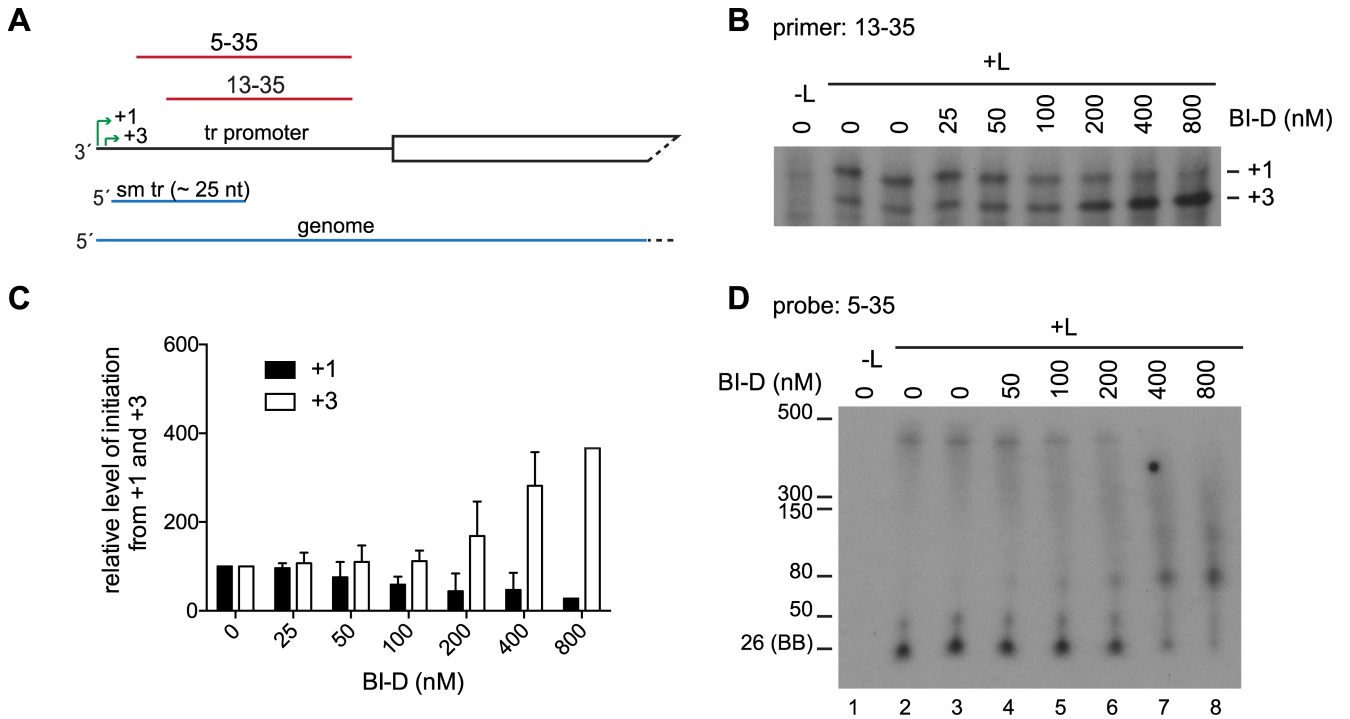 A
5-35
13-35
+1
+3
tr promoter
3´
5´ sm tr (~ 25 nt)
genome
5´
B
primer: 13-35
+L
-L
0 0 0 25 50 100 200 400 800 BI-D (nM)
+1
+3
C
relative level of initiation
from +1 and +3
600
400
200
0
+1
+3
0 25 50 100 200 400 800
BI-D (nM)
D
probe: 5-35
+L
-L
BI-D (nM) 0 0 0 50 100 200 400 800
500
300
150
80
50
26 (BB)
1 2 3 4 5 6 7 8